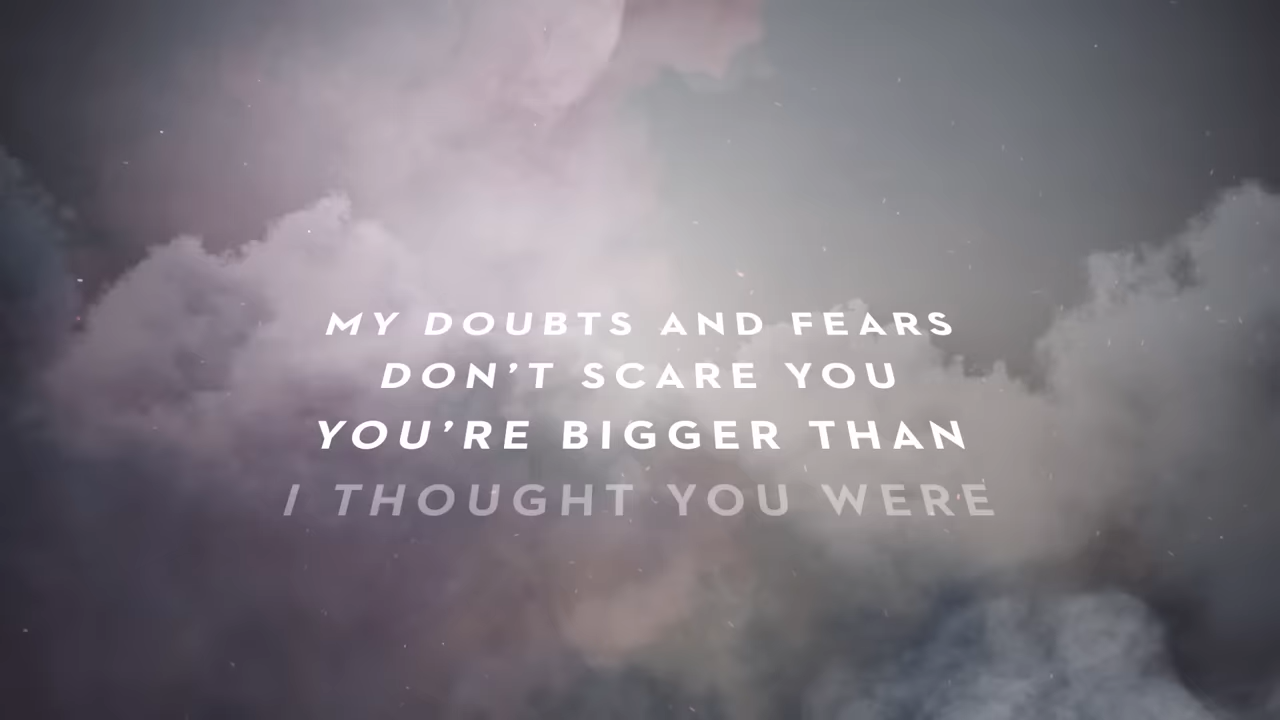 MY DOUBTS AND FEARS
DON'T SCARE YOU
YOU'RE BIGGER THAN
I THOUGHT YOU WERE